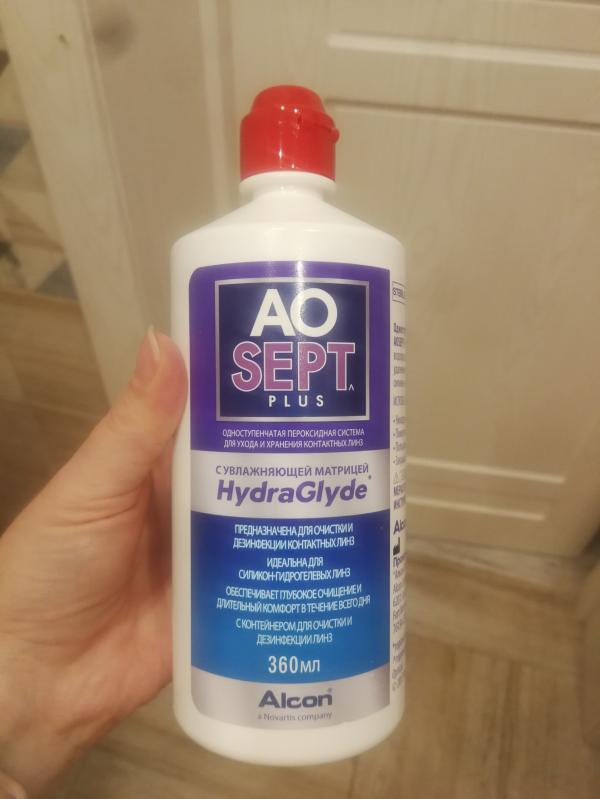 AO
SEPT
PLUS
ОДНОСТУПЕНЧАТАЯ ПЕРОКСИДНАЯ СИСТЕМА
ДЛЯ УХОДА И ХРАНЕНИЯ КОНТАКТНЫХ ЛИНЗ
С УВЛАЖНЯЮЩЕЙ МАТРИЦЕЙ
HydraGlyde*
ПРЕДНАЗНАЧЕНА ДЛЯ ОЧИСТКИ И
ДЕЗИНФЕКЦИИ КОНТАКТНЫХ ЛИНЗ
ИДЕАЛЬНА ДЛЯ
СИЛИКОН-ГИДРОГЕЛЕВЫХ ЛИНЗ
ОБЕСПЕЧИВАЕТ ГЛУБОКОЕ ОЧИЩЕНИЕ И
ДЛИТЕЛЬНЫЙ КОМФОРТ В ТЕЧЕНИЕ ВСЕГО ДНЯ
С КОНТЕЙНЕРОМ ДЛЯ ОЧИСТКИ И
ДЕЗИНФЕКЦИИ ЛИНЗ
360МЛ
Alcon®
a Novartis company